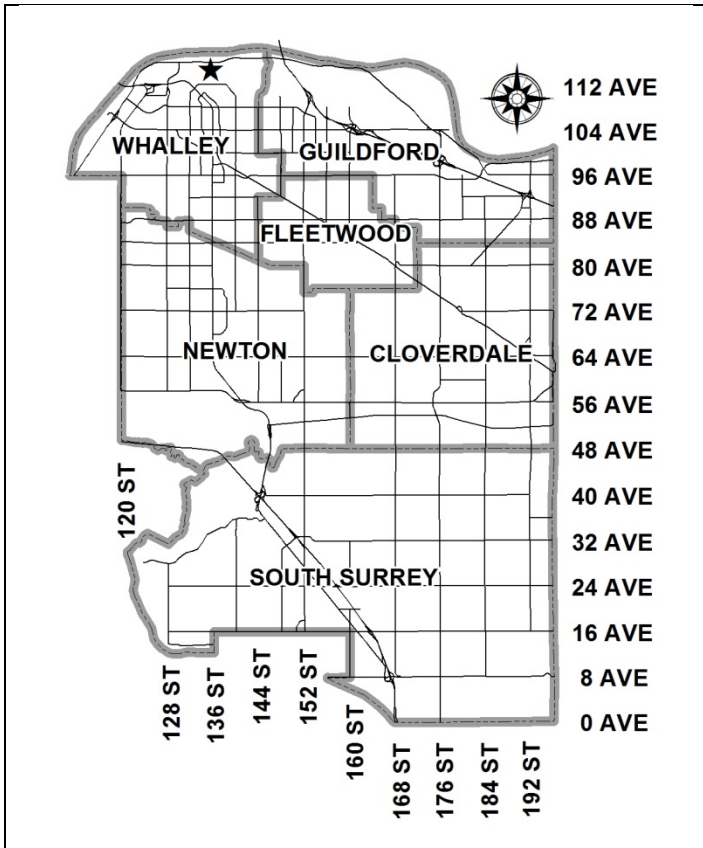 112 AVE
104 AVE
WHALLEY
GUILDFORD
96 AVE
88 AVE
FLEETWOOD
80 AVE
72 AVE
NEWTON
CLOVERDALE
64 AVE
56 AVE
48 AVE
120 ST
40 AVE
32 AVE
SOUTH SURREY
24 AVE
16 AVE
128 ST
136 ST
144 ST
152 ST
160 ST
8 AVE
0 AVE
168 ST
176 ST
184 ST
192 ST